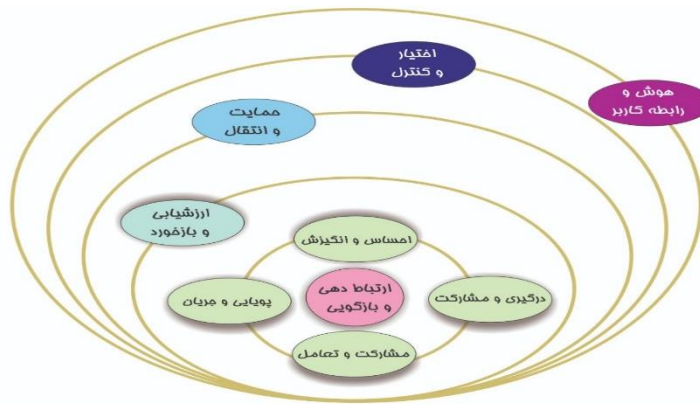 اختیار
و کنترل
هوش و
رابطه کاربر
حمایت
و انتقال
ارزشیابی
و بازخورد
احساس و انگیزش
ارتباط دهی
و بازگویی
درگیری و مشارکت
پویایی و جریان
مشارکت و تعامل